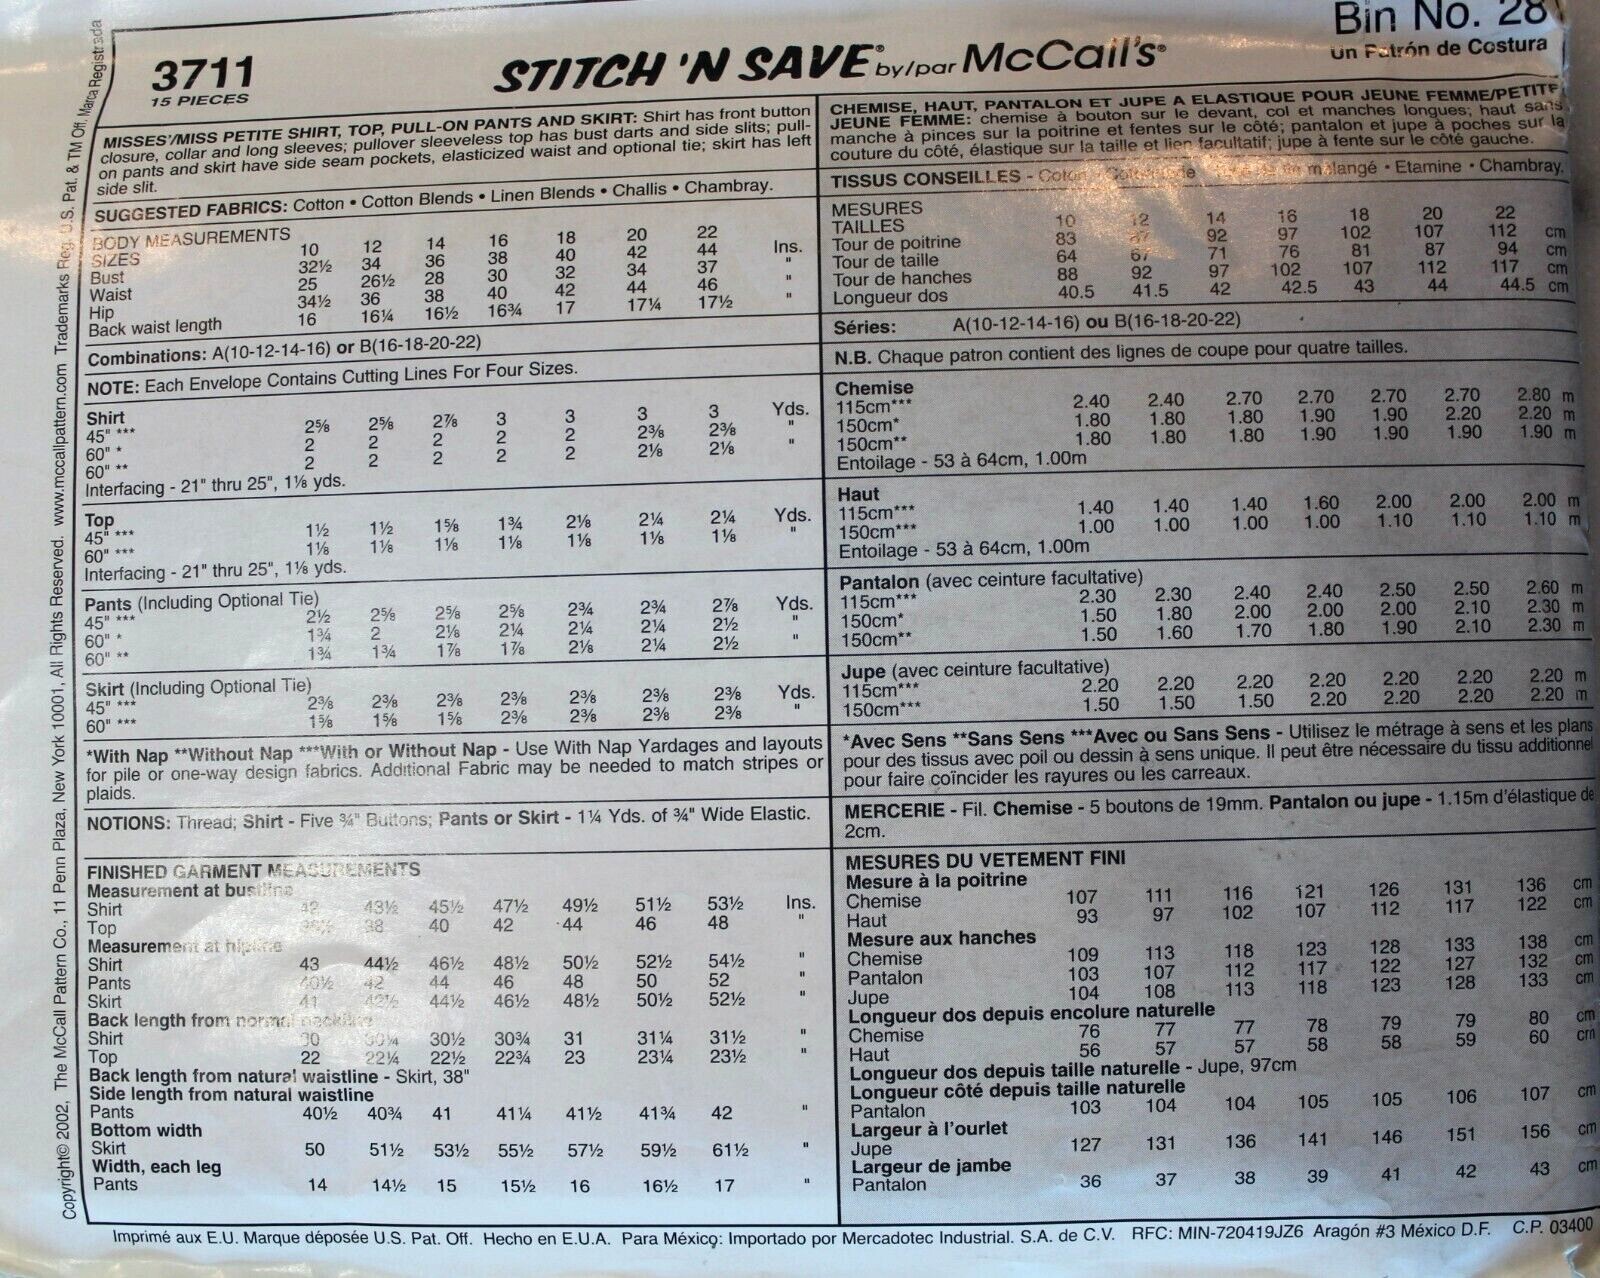 Bin No. 28
Un Patrón de Costura
3711
15 PIECES
STITCH 'N SAVE® by/par McCall's®
MISSES'/MISS PETITE SHIRT, TOP, PULL-ON PANTS AND SKIRT: Shirt has front button
closure, collar and long sleeves; pullover sleeveless top has bust darts and side slits; pull-
on pants and skirt have side seam pockets, elasticized waist and optional tie; skirt has left
side slit.
SUGGESTED FABRICS: Cotton • Cotton Blends • Linen Blends • Challis • Chambray.
BODY MEASUREMENTS
SIZES 10 12 14 16 18 20 22
Bust 32½ 34 36 38 40 42 44 Ins.
Waist 25 26½ 28 30 32 34 37 "
Hip 34½ 36 38 40 42 44 46 "
Back waist length 16 16¼ 16½ 16¾ 17 17¼ 17½ "
Combinations: A(10-12-14-16) or B(16-18-20-22)
NOTE: Each Envelope Contains Cutting Lines For Four Sizes.
Shirt
45" *** 2⅝ 2⅝ 2⅞ 3 3 3 3 Yds.
60" * 2 2 2 2 2 2⅜ 2⅜ "
60" ** 2 2 2 2 2 2⅛ 2⅛ "
Interfacing - 21" thru 25", 1⅛ yds.
Top
45" *** 1½ 1½ 1⅝ 1¾ 2⅛ 2¼ 2¼ Yds.
60" *** 1⅛ 1⅛ 1⅛ 1⅛ 1⅛ 1⅛ 1⅛ "
Interfacing - 21" thru 25", 1⅛ yds.
Pants (Including Optional Tie)
45" *** 2½ 2⅝ 2⅝ 2⅝ 2¾ 2¾ 2⅞ Yds.
60" * 1¾ 2 2⅛ 2¼ 2¼ 2¼ 2½ "
60" ** 1¾ 1¾ 1⅞ 1⅞ 2⅛ 2¼ 2½ "
Skirt (Including Optional Tie)
45" *** 2⅜ 2⅜ 2⅜ 2⅜ 2⅜ 2⅜ 2⅜ Yds.
60" *** 1⅝ 1⅝ 1⅝ 2⅜ 2⅜ 2⅜ 2⅜ "
*With Nap **Without Nap ***With or Without Nap - Use With Nap Yardages and layouts
for pile or one-way design fabrics. Additional Fabric may be needed to match stripes or
plaids.
NOTIONS: Thread; Shirt - Five ¾" Buttons; Pants or Skirt - 1¼ Yds. of ¾" Wide Elastic.
FINISHED GARMENT MEASUREMENTS
Measurement at bustline
Shirt 42 43½ 45½ 47½ 49½ 51½ 53½ Ins.
Top 38 40 42 44 46 48 "
Measurement at hipline
Shirt 43 44½ 46½ 48½ 50½ 52½ 54½ "
Pants 40½ 42 44 46 48 50 52 "
Skirt 41 42½ 44½ 46½ 48½ 50½ 52½ "
Back length from normal neckline
Shirt 30 30¼ 30½ 30¾ 31 31¼ 31½ "
Top 22 22¼ 22½ 22¾ 23 23¼ 23½ "
Back length from natural waistline - Skirt, 38"
Side length from natural waistline
Pants 40½ 40¾ 41 41¼ 41½ 41¾ 42 "
Bottom width
Skirt 50 51½ 53½ 55½ 57½ 59½ 61½ "
Width, each leg
Pants 14 14½ 15 15½ 16 16½ 17 "
CHEMISE, HAUT, PANTALON ET JUPE A ELASTIQUE POUR JEUNE FEMME/PETITE
JEUNE FEMME: chemise à bouton sur le devant, col et manches longues; haut sans
manche à pinces sur la poitrine et fentes sur le côté; pantalon et jupe à poches sur la
couture du côté, élastique sur la taille et lien facultatif; jupe à fente sur le côté gauche.
TISSUS CONSEILLES - Coton mélangé • Etamine • Chambray.
MESURES
TAILLES 10 12 14 16 18 20 22
Tour de poitrine 83 87 92 97 102 107 112 cm
Tour de taille 64 67 71 76 81 87 94 cm
Tour de hanches 88 92 97 102 107 112 117 cm
Longueur dos 40.5 41.5 42 42.5 43 44 44.5 cm
Séries: A(10-12-14-16) ou B(16-18-20-22)
N.B. Chaque patron contient des lignes de coupe pour quatre tailles.
Chemise
115cm*** 2.40 2.40 2.70 2.70 2.70 2.70 2.80 m
150cm* 1.80 1.80 1.80 1.90 1.90 2.20 2.20 m
150cm** 1.80 1.80 1.80 1.90 1.90 1.90 1.90 m
Entoilage - 53 à 64cm, 1.00m
Haut
115cm*** 1.40 1.40 1.40 1.60 2.00 2.00 2.00 m
150cm*** 1.00 1.00 1.00 1.00 1.10 1.10 1.10 m
Entoilage - 53 à 64cm, 1.00m
Pantalon (avec ceinture facultative)
115cm*** 2.30 2.30 2.40 2.40 2.50 2.50 2.60 m
150cm* 1.50 1.80 2.00 2.00 2.00 2.10 2.30 m
150cm** 1.50 1.60 1.70 1.80 1.90 2.10 2.30 m
Jupe (avec ceinture facultative)
115cm*** 2.20 2.20 2.20 2.20 2.20 2.20 2.20 m
150cm*** 1.50 1.50 1.50 2.20 2.20 2.20 2.20 m
*Avec Sens **Sans Sens ***Avec ou Sans Sens - Utilisez le métrage à sens et les plans
pour des tissus avec poil ou dessin à sens unique. Il peut être nécessaire du tissu additionnel
pour faire coïncider les rayures ou les carreaux.
MERCERIE - Fil. Chemise - 5 boutons de 19mm. Pantalon ou jupe - 1.15m d'élastique de
2cm.
MESURES DU VETEMENT FINI
Mesure à la poitrine
Chemise 107 111 116 121 126 131 136 cm
Haut 93 97 102 107 112 117 122 cm
Mesure aux hanches
Chemise 109 113 118 123 128 133 138 cm
Pantalon 103 107 112 117 122 127 132 cm
Jupe 104 108 113 118 123 128 133 cm
Longueur dos depuis encolure naturelle
Chemise 76 77 77 78 79 79 80 cm
Haut 56 57 57 58 58 59 60 cm
Longueur dos depuis taille naturelle - Jupe, 97cm
Longueur côté depuis taille naturelle
Pantalon 103 104 104 105 105 106 107 cm
Largeur à l'ourlet
Jupe 127 131 136 141 146 151 156 cm
Largeur de jambe
Pantalon 36 37 38 39 41 42 43 cm
Imprimé aux E.U. Marque déposée U.S. Pat. Off. Hecho en E.U.A. Para México: Importado por Mercadotec Industrial. S.A. de C.V. RFC: MIN-720419JZ6 Aragón #3 México D.F. C.P. 03400
Copyright© 2002, The McCall Pattern Co., 11 Penn Plaza, New York 10001, All Rights Reserved. www.mccallpattern.com Trademarks Reg. U.S. Pat. & TM Off. Marca Registrada